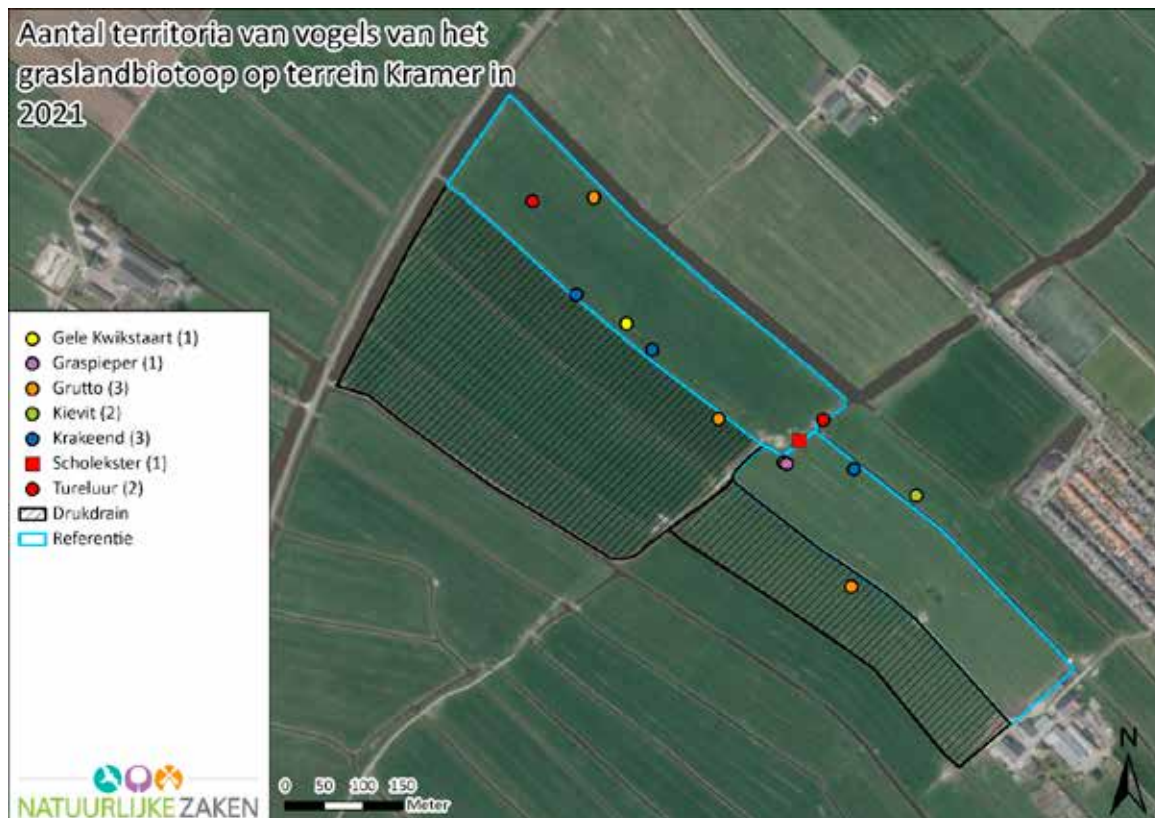 Aantal territoria van vogels van het
graslandbiotoop op terrein Kramer in
2021
Gele Kwikstaart (1)
Graspieper (1)
Grutto (3)
Kievit (2)
Krakeend (3)
Scholekster (1)
Tureluur (2)
Drukdrain
Referentie
NATUURLIJKE ZAKEN
0 50 100 150
Meter
N